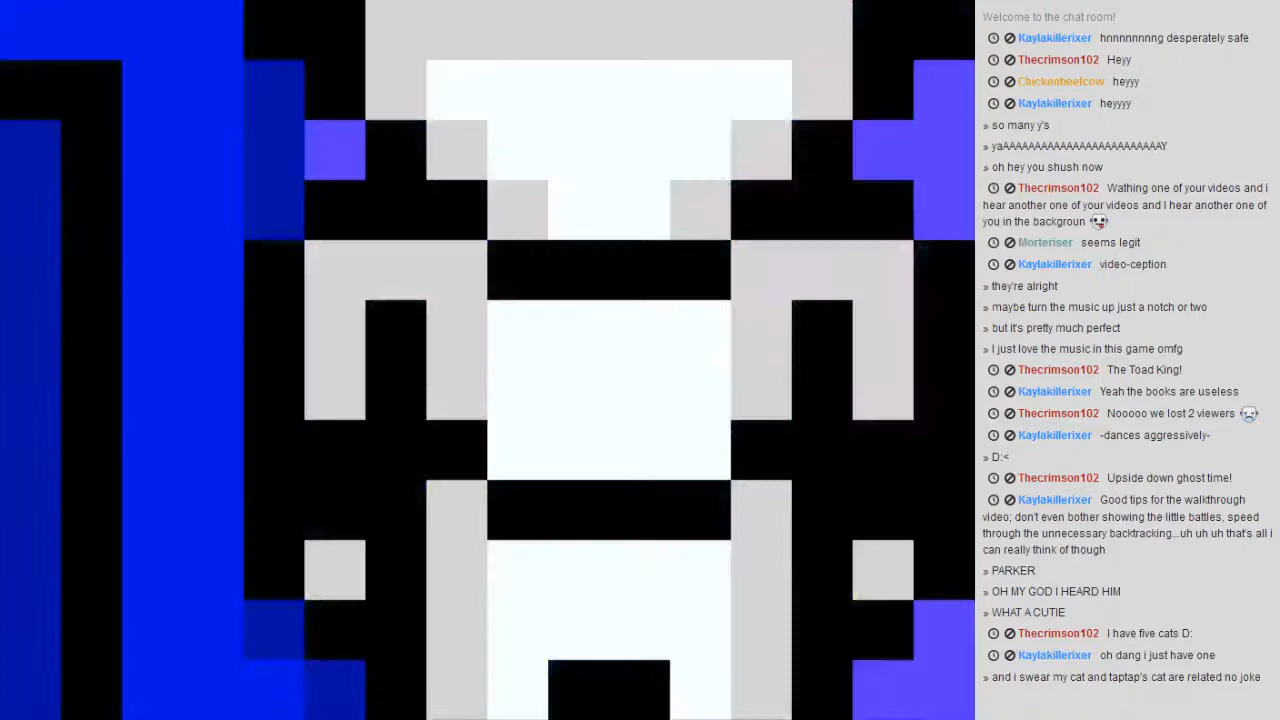 Welcome to the chat room!
Kaylakillerixer hnnnnnnnng desperately safe
Thecrimson102 Heyy
Chickenbeefcow heyyy
Kaylakillerixer heyyyy
» so many y's
» yaAAAAAAAAAAAAAAAAAAAAAAAAY
» oh hey you shush now
Thecrimson102 Wathing one of your videos and i
hear another one of your videos and I hear another one of
you in the backgroun
Morteriser seems legit
Kaylakillerixer video-ception
» they're alright
» maybe turn the music up just a notch or two
» but it's pretty much perfect
» I just love the music in this game omfg
Thecrimson102 The Toad King!
Kaylakillerixer Yeah the books are useless
Thecrimson102 Nooooo we lost 2 viewers
Kaylakillerixer -dances aggressively-
» D:<
Thecrimson102 Upside down ghost time!
Kaylakillerixer Good tips for the walkthrough
video; don't even bother showing the little battles, speed
through the unnecessary backtracking...uh uh uh that's all i
can really think of though
» PARKER
» OH MY GOD I HEARD HIM
» WHAT A CUTIE
Thecrimson102 I have five cats D:
Kaylakillerixer oh dang i just have one
» and i swear my cat and taptap's cat are related no joke